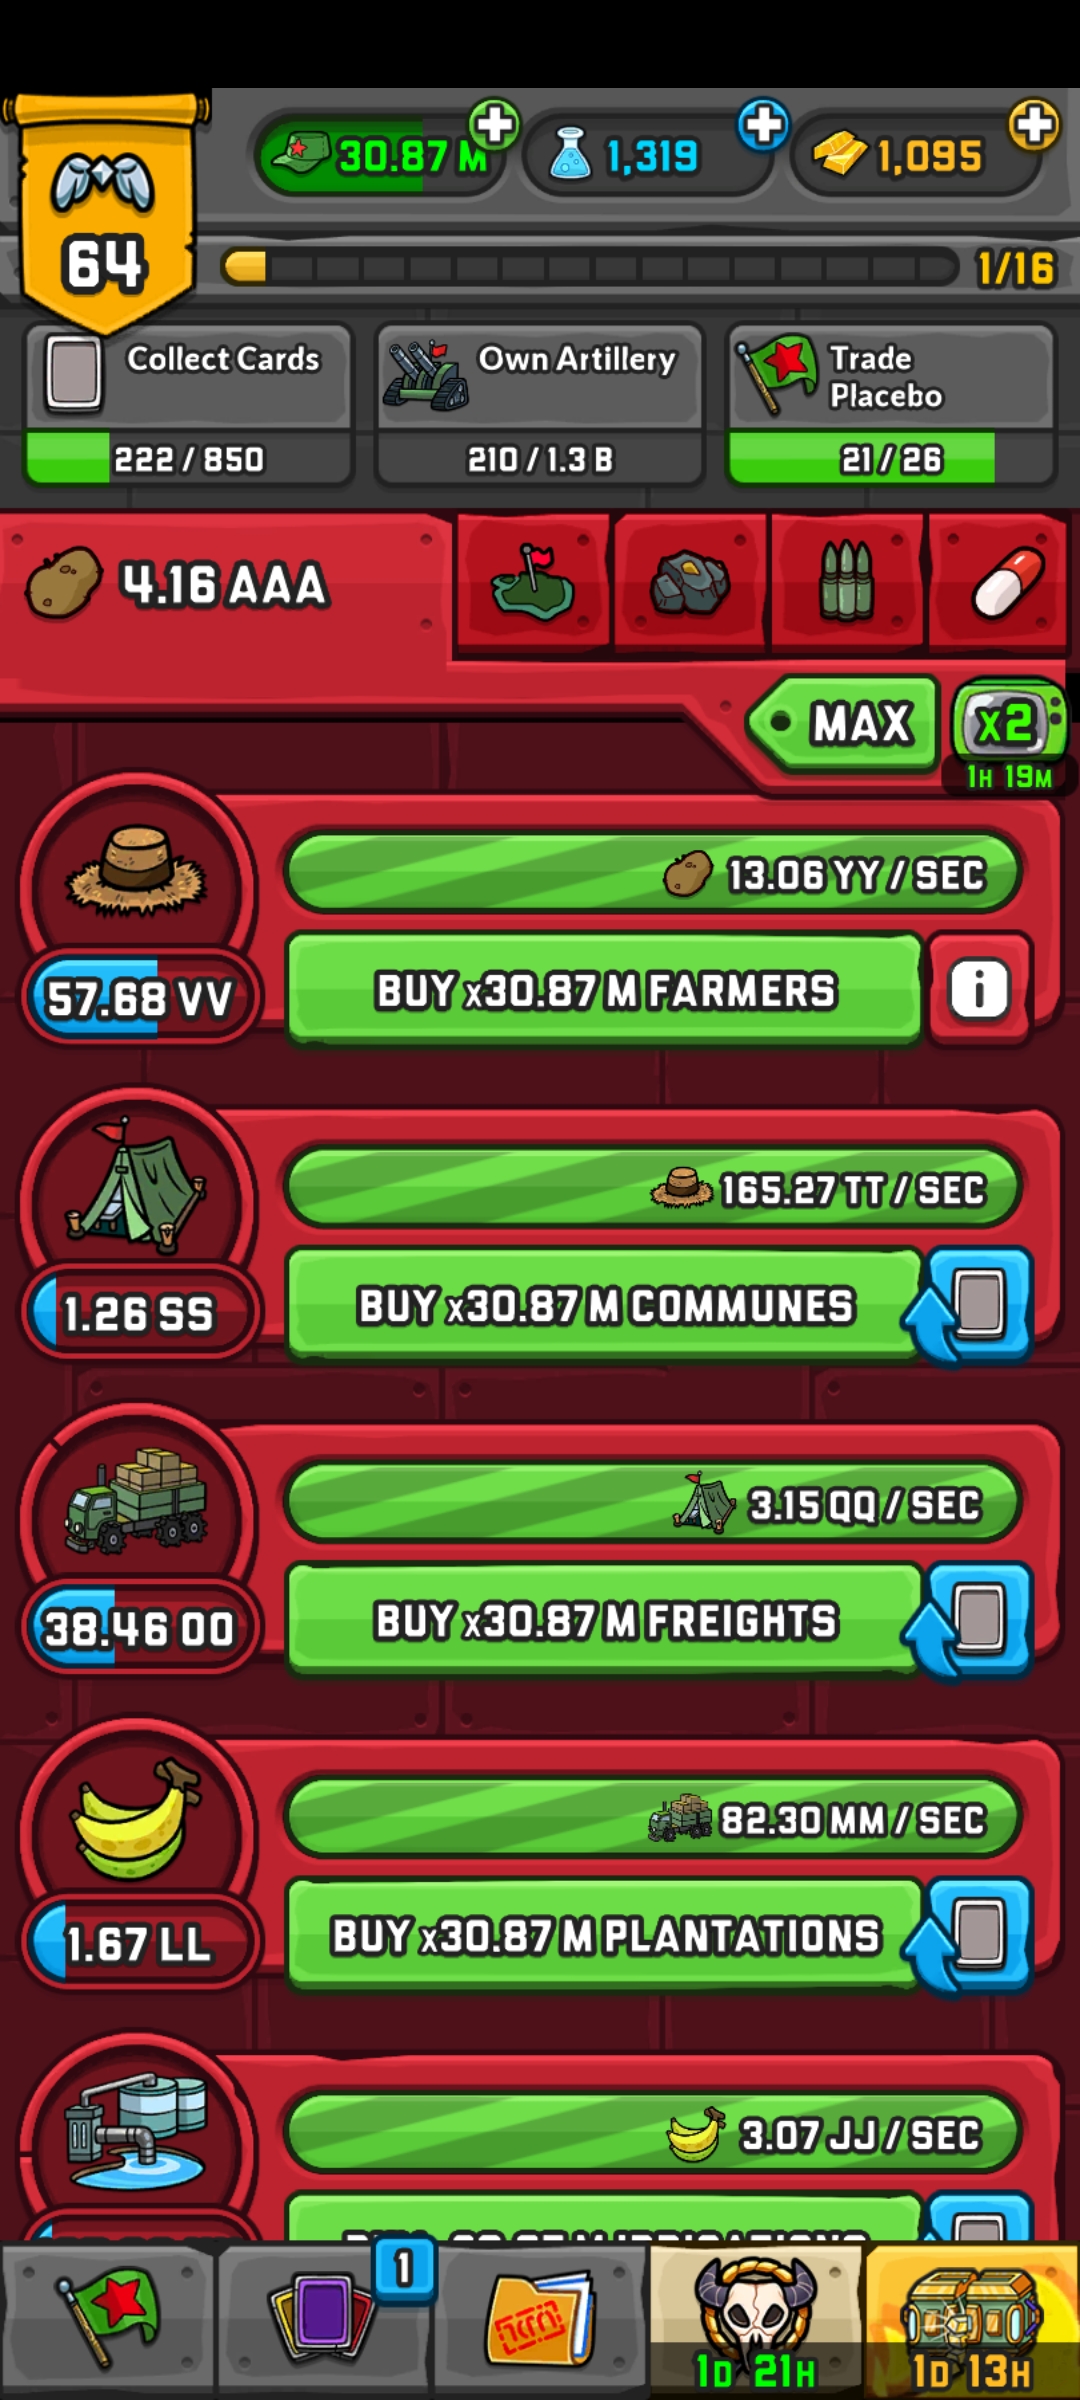 30.87 M
1,319
1,095
64
1/16
Collect Cards
222 / 850
Own Artillery
210 / 1.3 B
Trade
Placebo
21 / 26
4.16 AAA
MAX
x2
1H 19M
13.06 YY / SEC
57.68 VV
BUY x30.87 M FARMERS
i
165.27 TT / SEC
1.26 SS
BUY x30.87 M COMMUNES
3.15 QQ / SEC
38.46 OO
BUY x30.87 M FREIGHTS
82.30 MM / SEC
1.67 LL
BUY x30.87 M PLANTATIONS
3.07 JJ / SEC
1
1D 21H
1D 13H